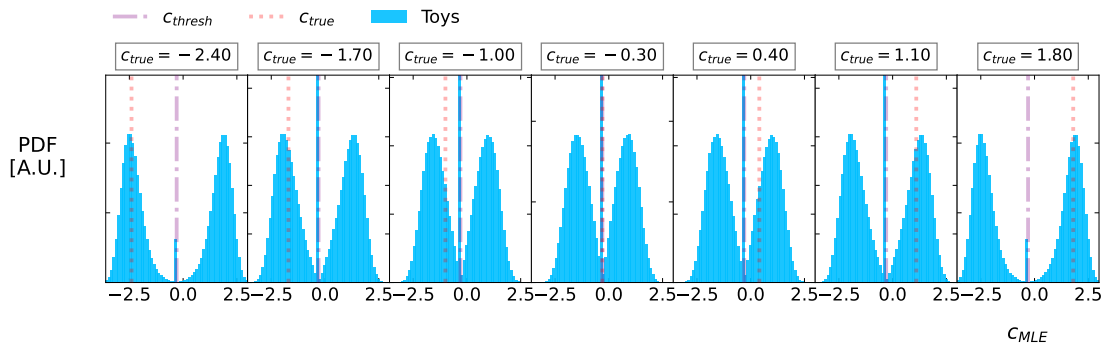 c_thresh c_true Toys
c_true = −2.40 c_true = −1.70 c_true = −1.00 c_true = −0.30 c_true = 0.40 c_true = 1.10 c_true = 1.80
PDF
[A.U.]
−2.5 0.0 2.5 −2.5 0.0 2.5 −2.5 0.0 2.5 −2.5 0.0 2.5 −2.5 0.0 2.5 −2.5 0.0 2.5 −2.5 0.0 2.5
c_MLE